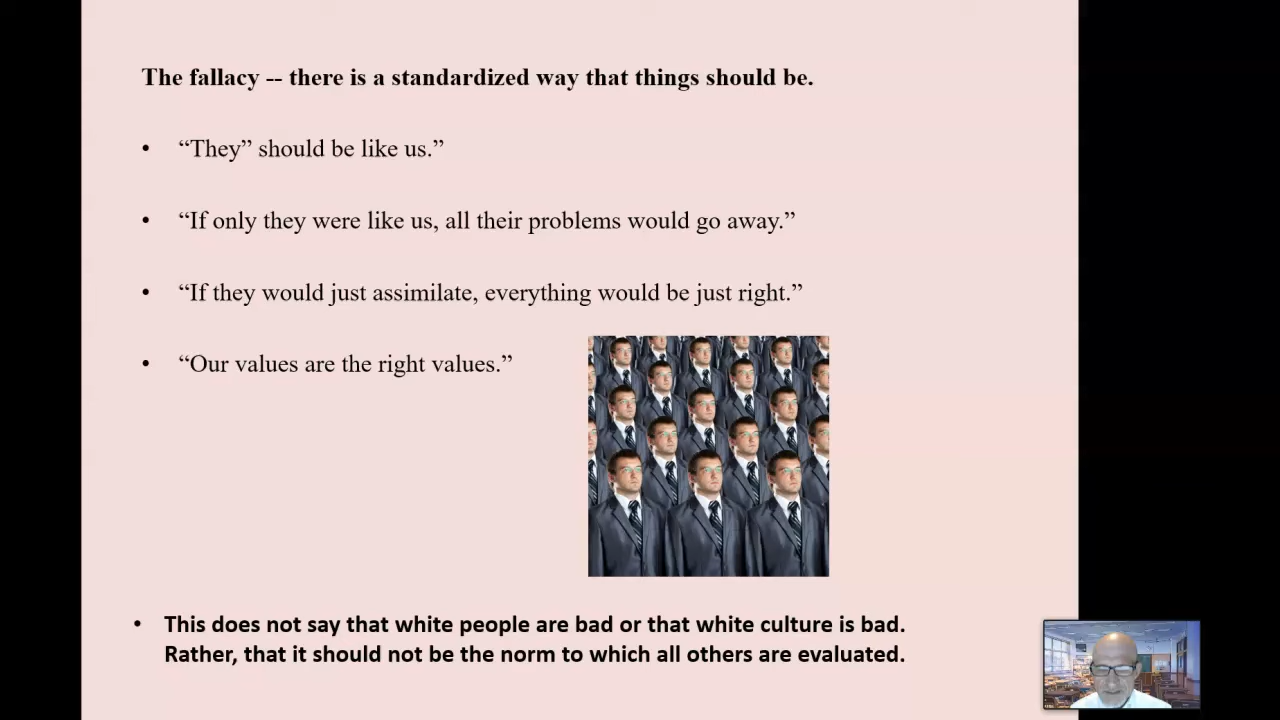 The fallacy -- there is a standardized way that things should be.
• “They” should be like us.”
• “If only they were like us, all their problems would go away.”
• “If they would just assimilate, everything would be just right.”
• “Our values are the right values.”
• This does not say that white people are bad or that white culture is bad.
Rather, that it should not be the norm to which all others are evaluated.